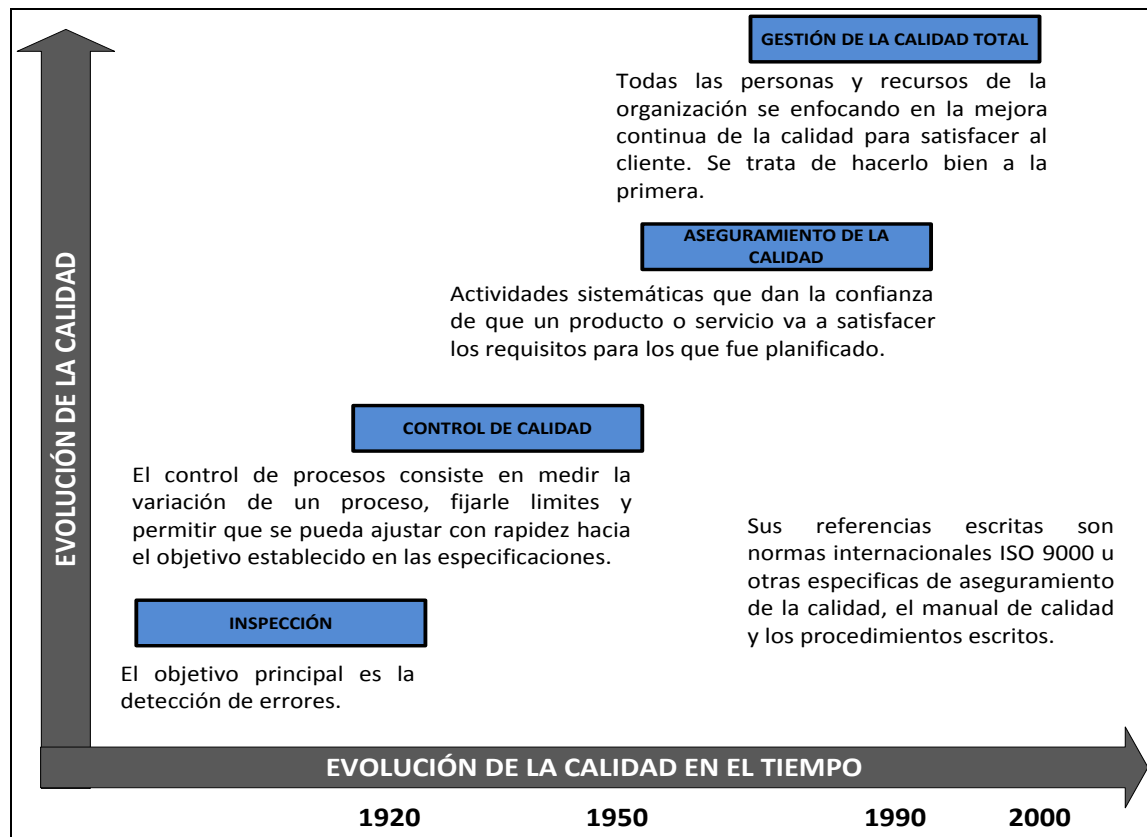 GESTIÓN DE LA CALIDAD TOTAL
Todas las personas y recursos de la
organización se enfocando en la mejora
continua de la calidad para satisfacer al
cliente. Se trata de hacerlo bien a la
primera.
ASEGURAMIENTO DE LA
CALIDAD
Actividades sistemáticas que dan la confianza
de que un producto o servicio va a satisfacer
los requisitos para los que fue planificado.
EVOLUCIÓN DE LA CALIDAD
CONTROL DE CALIDAD
El control de procesos consiste en medir la
variación de un proceso, fijarle limites y
permitir que se pueda ajustar con rapidez hacia
el objetivo establecido en las especificaciones.
Sus referencias escritas son
normas internacionales ISO 9000 u
otras especificas de aseguramiento
de la calidad, el manual de calidad
y los procedimientos escritos.
INSPECCIÓN
El objetivo principal es la
detección de errores.
EVOLUCIÓN DE LA CALIDAD EN EL TIEMPO
1920 1950 1990 2000